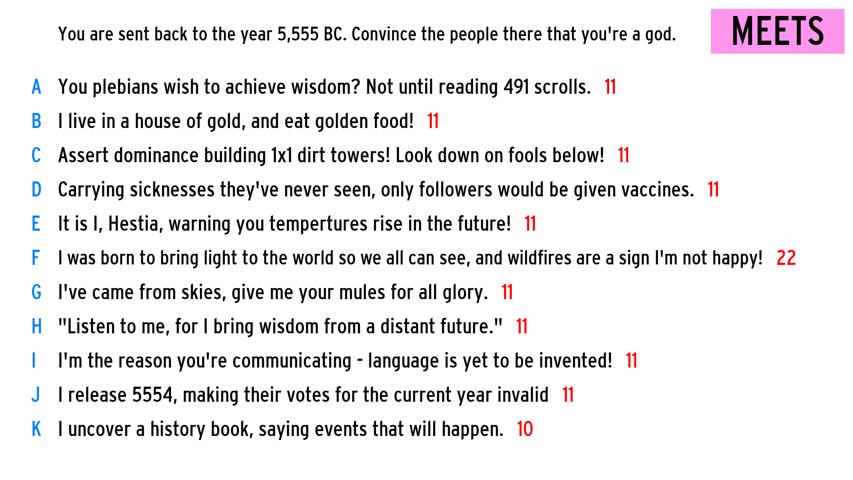 You are sent back to the year 5,555 BC. Convince the people there that you're a god.
MEETS
A You plebians wish to achieve wisdom? Not until reading 491 scrolls. 11
B I live in a house of gold, and eat golden food! 11
C Assert dominance building 1x1 dirt towers! Look down on fools below! 11
D Carrying sicknesses they've never seen, only followers would be given vaccines. 11
E It is I, Hestia, warning you tempertures rise in the future! 11
F I was born to bring light to the world so we all can see, and wildfires are a sign I'm not happy! 22
G I've came from skies, give me your mules for all glory. 11
H "Listen to me, for I bring wisdom from a distant future." 11
I I'm the reason you're communicating - language is yet to be invented! 11
J I release 5554, making their votes for the current year invalid 11
K I uncover a history book, saying events that will happen. 10